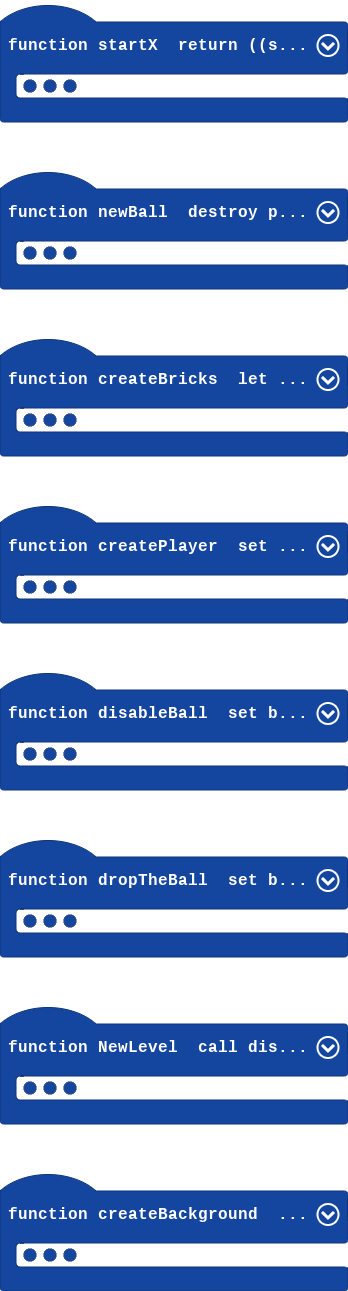 function startX  return ((s...
function newBall  destroy p...
function createBricks  let ...
function createPlayer  set ...
function disableBall  set b...
function dropTheBall  set b...
function NewLevel  call dis...
function createBackground  ...